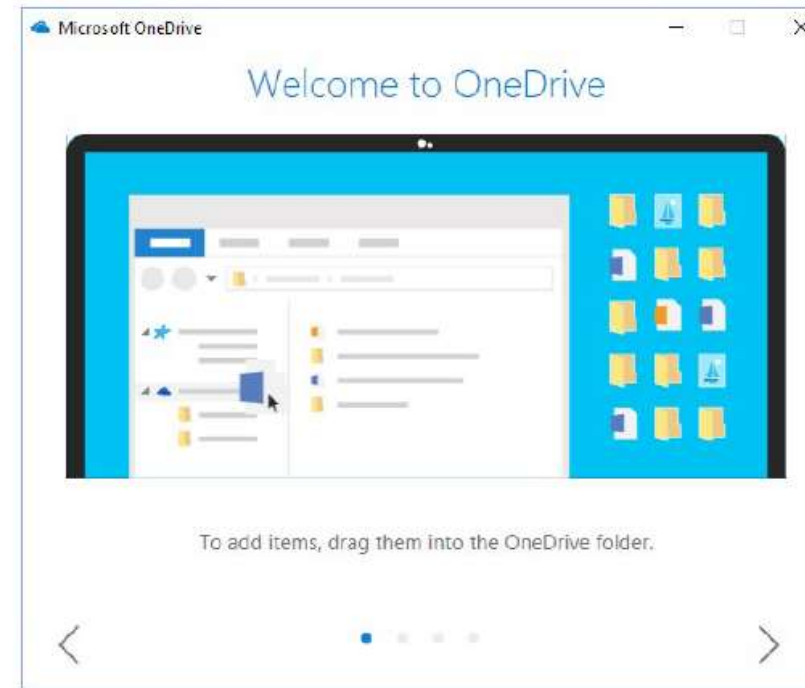 Microsoft OneDrive
Welcome to OneDrive
To add items, drag them into the OneDrive folder.